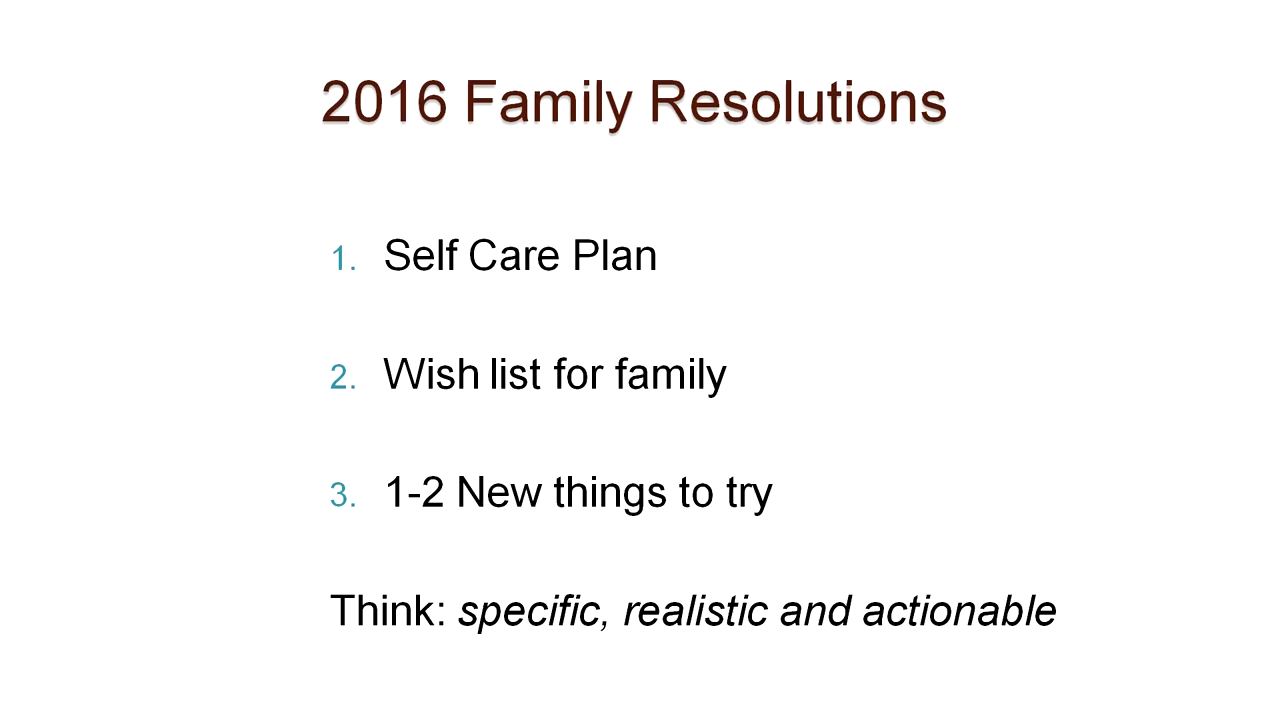 2016 Family Resolutions
1. Self Care Plan
2. Wish list for family
3. 1-2 New things to try
Think: specific, realistic and actionable